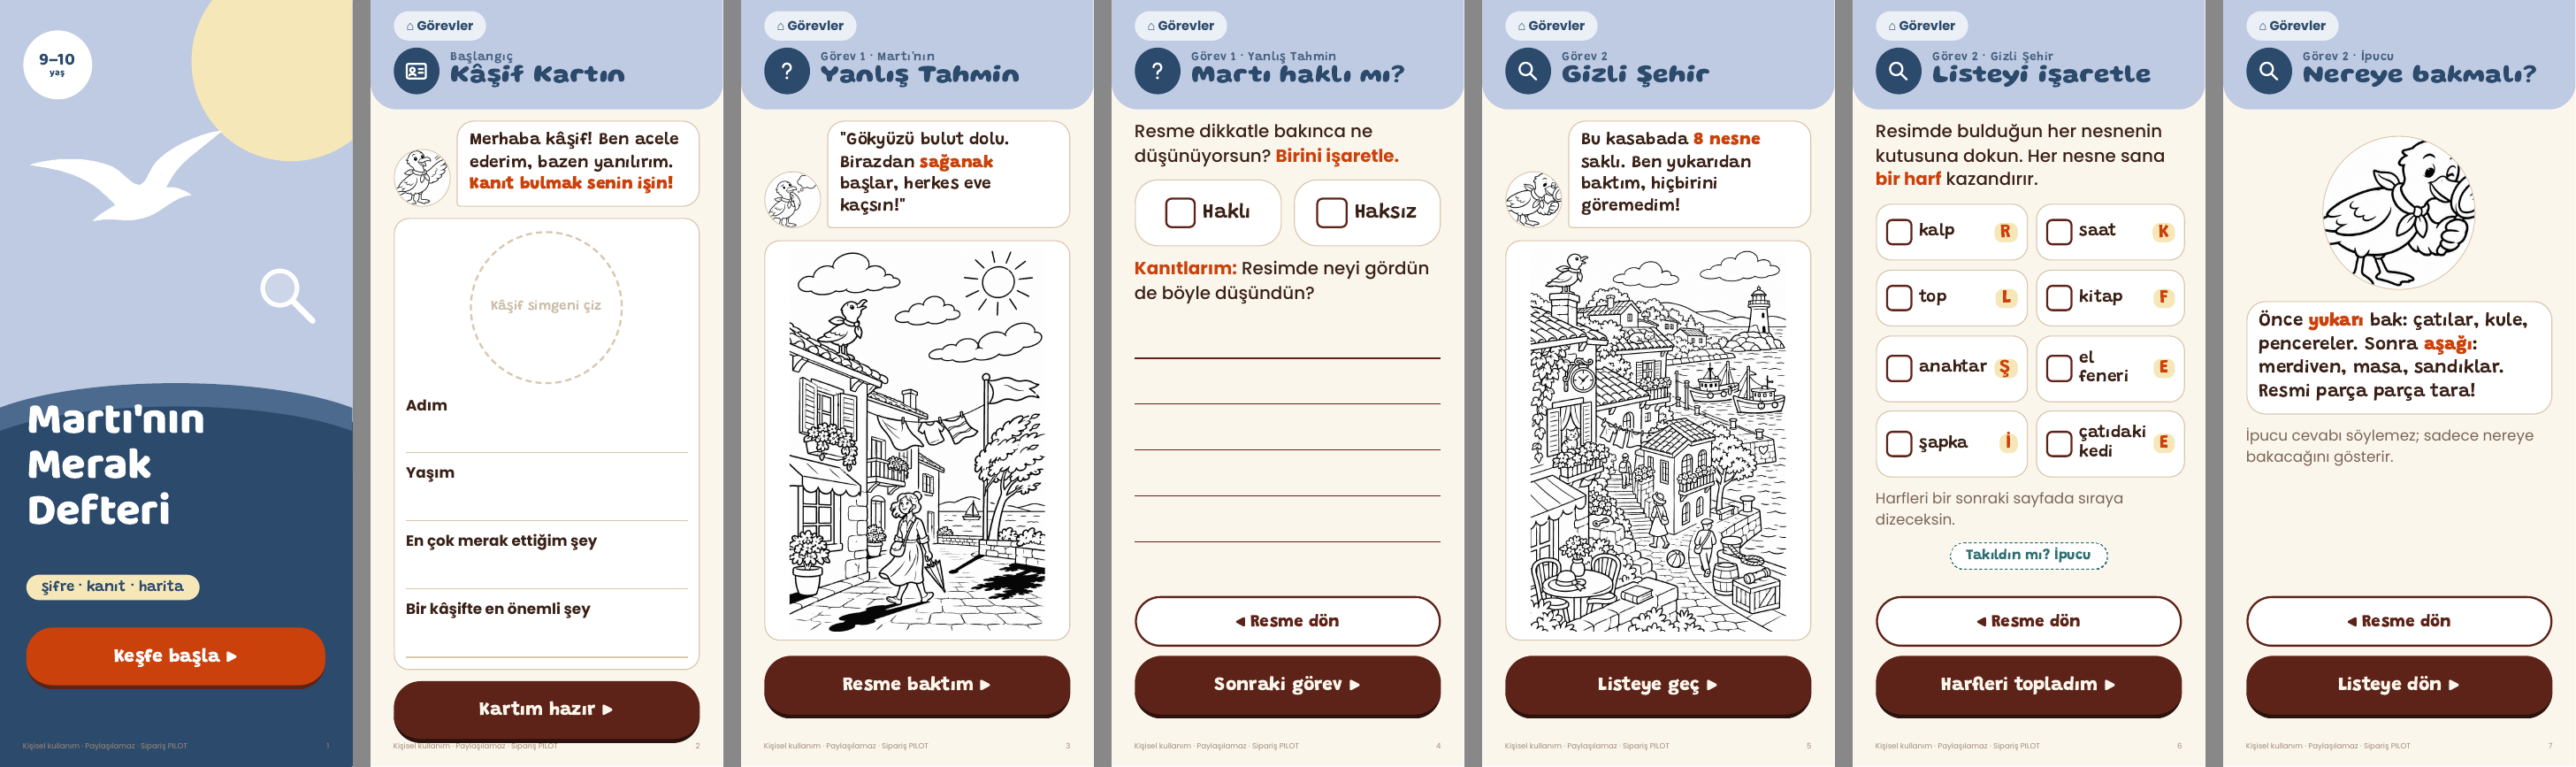 9–10
yaş
Martı'nın
Merak
Defteri
şifre · kanıt · harita
Keşfe başla ▸
Kişisel kullanım · Paylaşılamaz · Sipariş PILOT
1
⌂ Görevler
Başlangıç
Kâşif Kartın
Merhaba kâşif! Ben acele
ederim, bazen yanılırım.
Kanıt bulmak senin işin!
Kâşif simgeni çiz
Adım
Yaşım
En çok merak ettiğim şey
Bir kâşifte en önemli şey
Kartım hazır ▸
Kişisel kullanım · Paylaşılamaz · Sipariş PILOT
2
⌂ Görevler
Görev 1 · Martı'nın
? Yanlış Tahmin
"Gökyüzü bulut dolu.
Birazdan sağanak
başlar, herkes eve
kaçsın!"
Resme baktım ▸
Kişisel kullanım · Paylaşılamaz · Sipariş PILOT
3
⌂ Görevler
Görev 1 · Yanlış Tahmin
? Martı haklı mı?
Resme dikkatle bakınca ne
düşünüyorsun? Birini işaretle.
Haklı
Haksız
Kanıtlarım: Resimde neyi gördün
de böyle düşündün?
◂ Resme dön
Sonraki görev ▸
Kişisel kullanım · Paylaşılamaz · Sipariş PILOT
4
⌂ Görevler
Görev 2
Gizli Şehir
Bu kasabada 8 nesne
saklı. Ben yukarıdan
baktım, hiçbirini
göremedim!
Listeye geç ▸
Kişisel kullanım · Paylaşılamaz · Sipariş PILOT
5
⌂ Görevler
Görev 2 · Gizli Şehir
Listeyi işaretle
Resimde bulduğun her nesnenin
kutusuna dokun. Her nesne sana
bir harf kazandırır.
kalp R
saat K
top L
kitap F
anahtar Ş
el
feneri E
şapka İ
çatıdaki
kedi E
Harfleri bir sonraki sayfada sıraya
dizeceksin.
Takıldın mı? İpucu
◂ Resme dön
Harfleri topladım ▸
Kişisel kullanım · Paylaşılamaz · Sipariş PILOT
6
⌂ Görevler
Görev 2 · İpucu
Nereye bakmalı?
Önce yukarı bak: çatılar, kule,
pencereler. Sonra aşağı:
merdiven, masa, sandıklar.
Resmi parça parça tara!
İpucu cevabı söylemez; sadece nereye
bakacağını gösterir.
◂ Resme dön
Listeye dön ▸
Kişisel kullanım · Paylaşılamaz · Sipariş PILOT
7